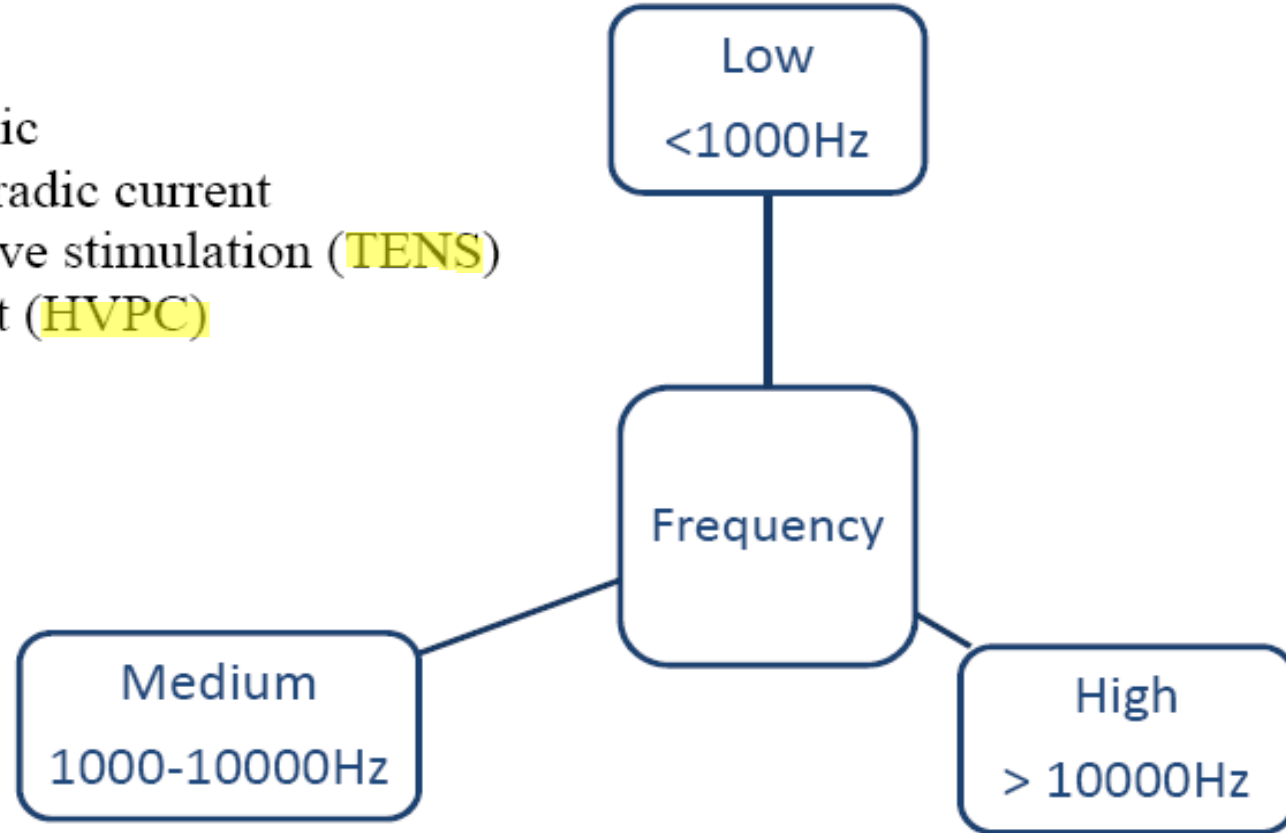 ic
radic current
ve stimulation (TENS)
t (HVPC)
Low
<1000Hz
Frequency
Medium
1000-10000Hz
High
> 10000Hz